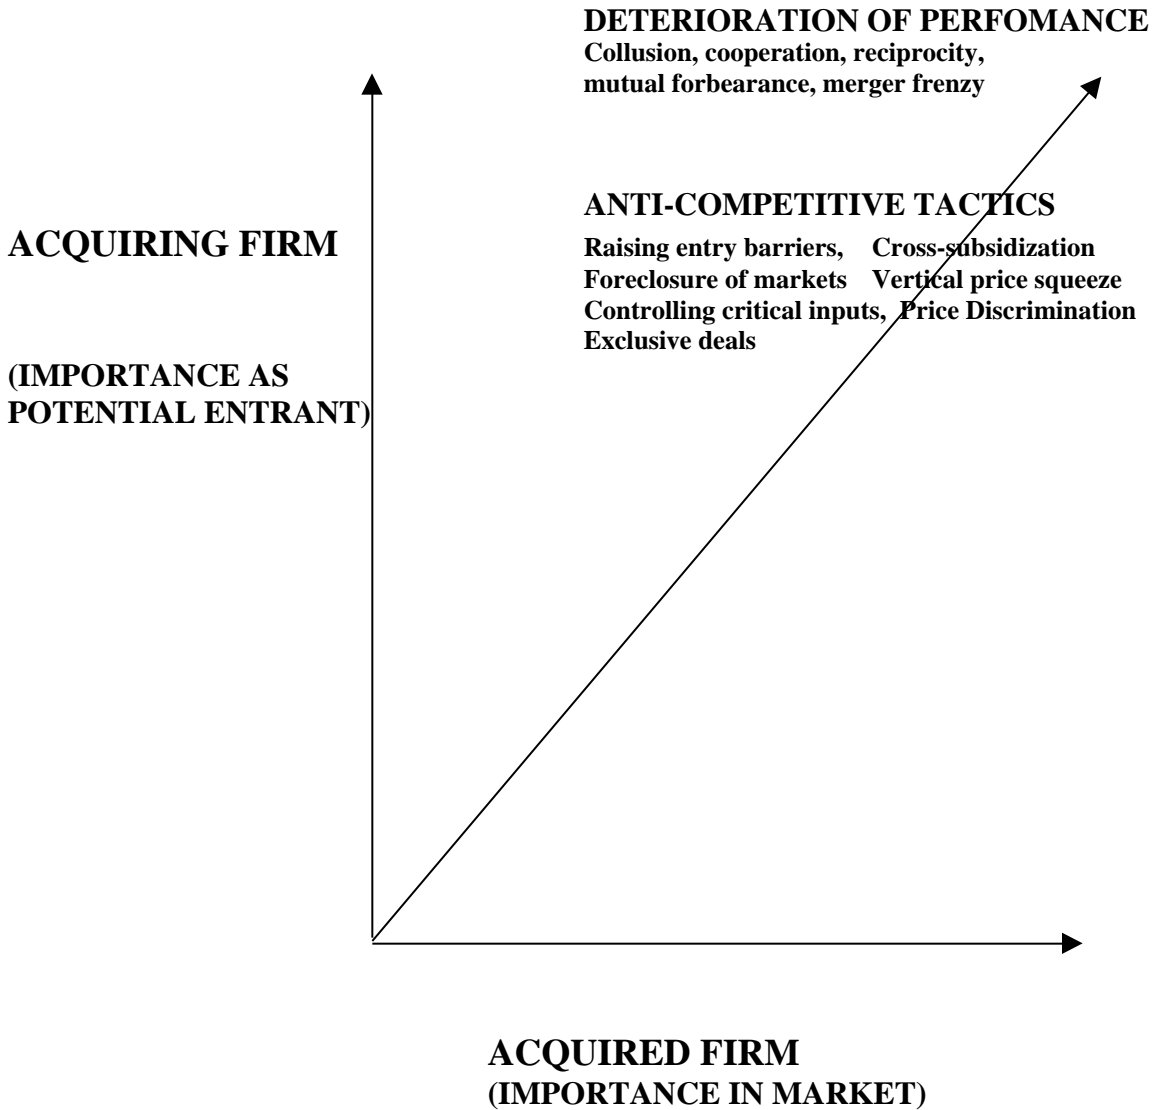 DETERIORATION OF PERFOMANCE
Collusion, cooperation, reciprocity,
mutual forbearance, merger frenzy
ANTI-COMPETITIVE TACTICS
ACQUIRING FIRM
Raising entry barriers, Cross-subsidization
Foreclosure of markets Vertical price squeeze
Controlling critical inputs, Price Discrimination
Exclusive deals
(IMPORTANCE AS
POTENTIAL ENTRANT)
ACQUIRED FIRM
(IMPORTANCE IN MARKET)